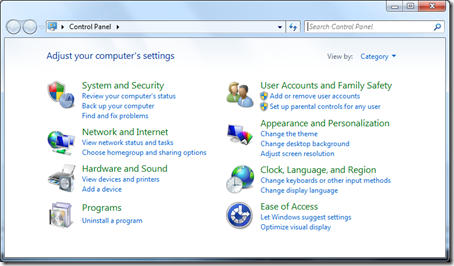 Control Panel
Search Control Panel
Adjust your computer's settings
View by: Category
System and Security
Review your computer's status
Back up your computer
Find and fix problems
Network and Internet
View network status and tasks
Choose homegroup and sharing options
Hardware and Sound
View devices and printers
Add a device
Programs
Uninstall a program
User Accounts and Family Safety
Add or remove user accounts
Set up parental controls for any user
Appearance and Personalization
Change the theme
Change desktop background
Adjust screen resolution
Clock, Language, and Region
Change keyboards or other input methods
Change display language
Ease of Access
Let Windows suggest settings
Optimize visual display